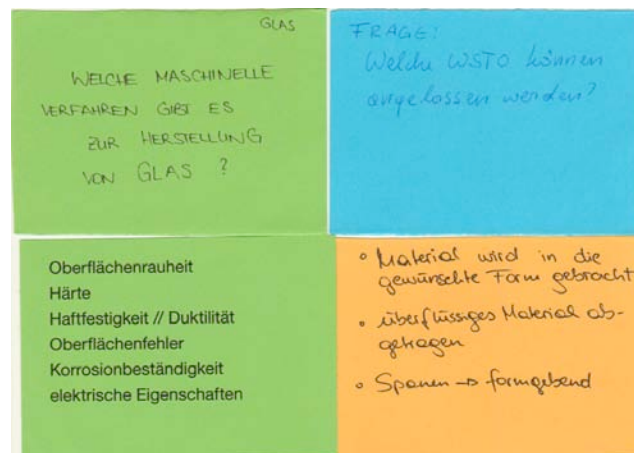 GLAS
WELCHE MASCHINELLE
VERFAHREN GIBT ES
ZUR HERSTELLUNG
VON GLAS ?
FRAGE:
Welche WSTO können
angelassen werden?
Oberflächenrauheit
Härte
Haftfestigkeit // Duktilität
Oberflächenfehler
Korrosionbeständigkeit
elektrische Eigenschaften
• Material wird in die
gewünschte Form gebracht
• überflüssiges Material ab-
getragen
• Spanen → formgebend